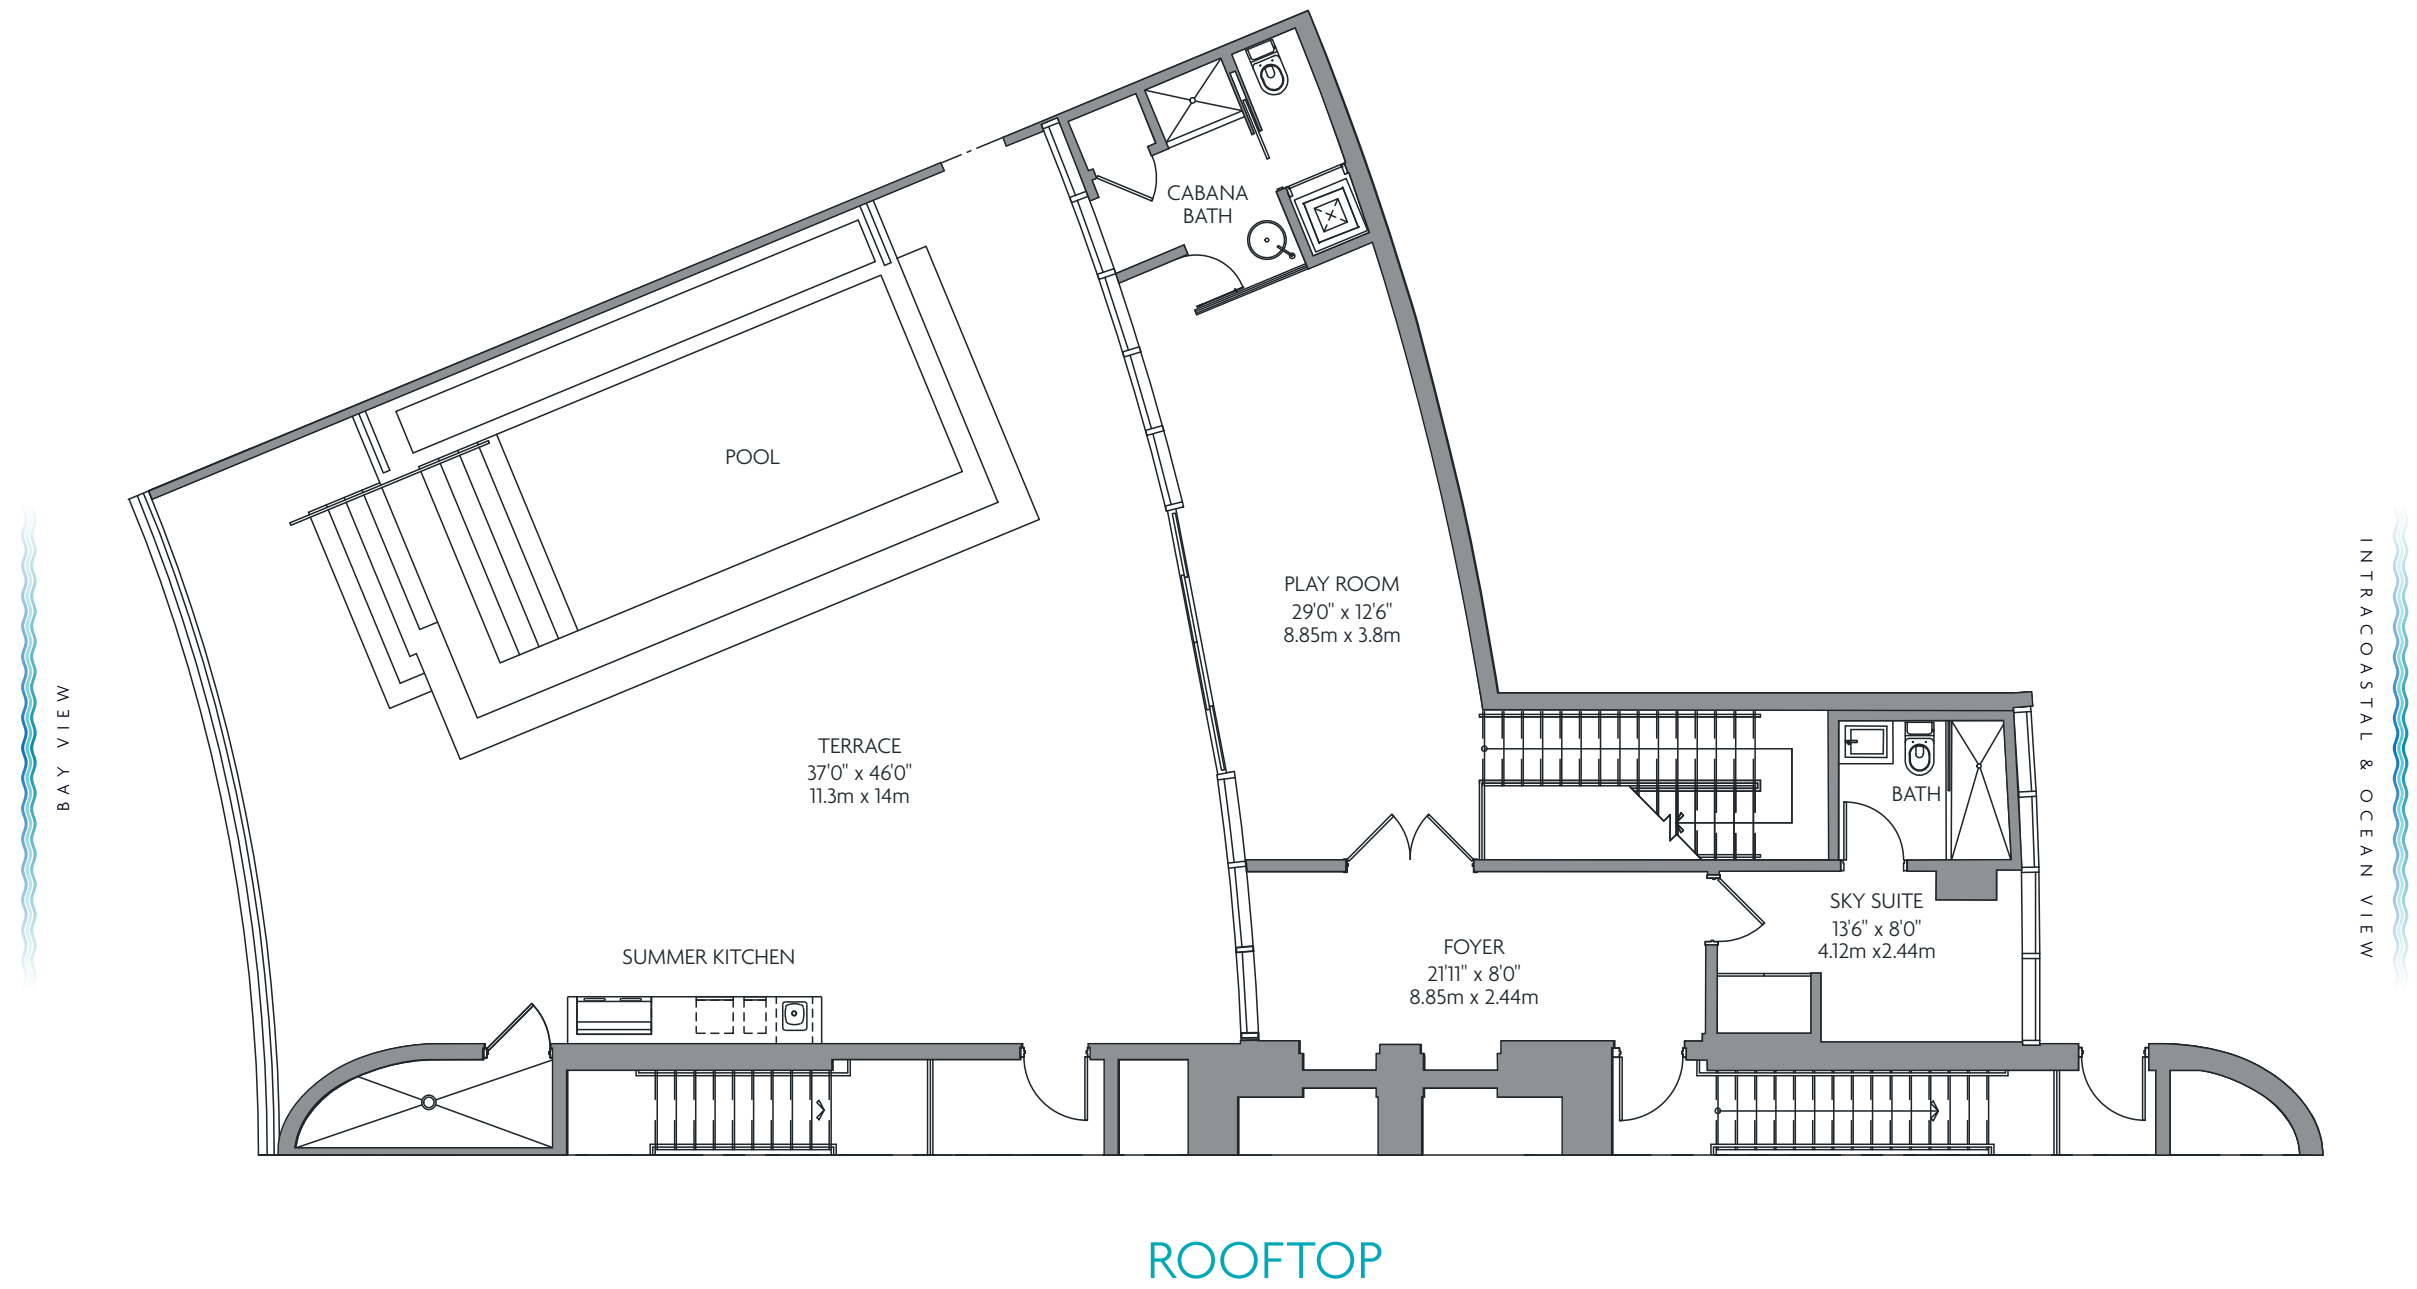 CABANA
BATH
POOL
PLAY ROOM
29'0" x 12'6"
8.85m x 3.8m
TERRACE
37'0" x 46'0"
11.3m x 14m
BATH
SKY SUITE
13'6" x 8'0"
4.12m x2.44m
SUMMER KITCHEN
FOYER
21'11" x 8'0"
8.85m x 2.44m
BAY VIEW
INTRACOASTAL & OCEAN VIEW
ROOFTOP